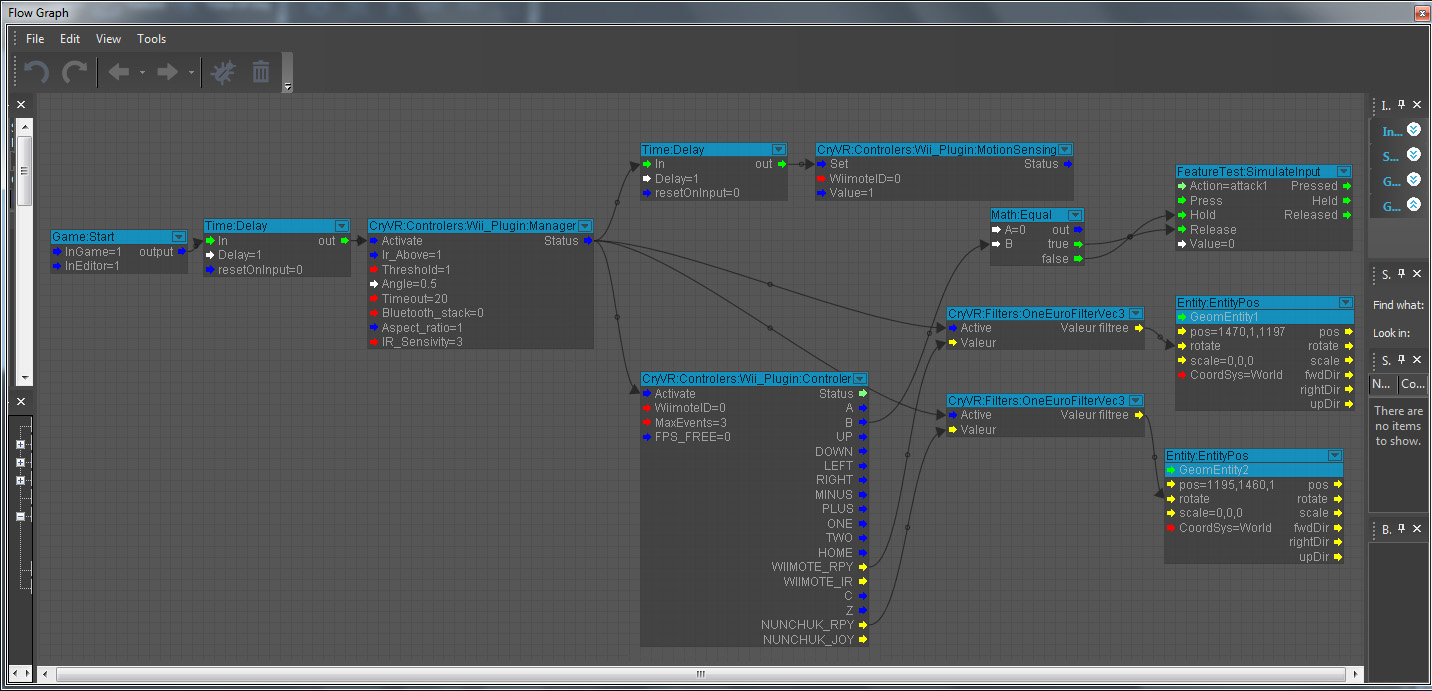 Flow Graph
File Edit View Tools
Game:Start
InGame=1 output
InEditor=1
Time:Delay
In out
Delay=1
resetOnInput=0
CryVR:Controlers:Wii_Plugin:Manager
Activate Status
Ir_Above=1
Threshold=1
Angle=0.5
Timeout=20
Bluetooth_stack=0
Aspect_ratio=1
IR_Sensivity=3
Time:Delay
In out
Delay=1
resetOnInput=0
CryVR:Controlers:Wii_Plugin:MotionSensing
Set Status
WiimoteID=0
Value=1
Math:Equal
A=0 out
B true
false
FeatureTest:SimulateInput
Action=attack1 Pressed
Press Held
Hold Released
Release
Value=0
CryVR:Controlers:Wii_Plugin:Controler
Activate Status
WiimoteID=0 A
MaxEvents=3 B
FPS_FREE=0 UP
DOWN
LEFT
RIGHT
MINUS
PLUS
ONE
TWO
HOME
WIIMOTE_RPY
WIIMOTE_IR
C
Z
NUNCHUK_RPY
NUNCHUK_JOY
CryVR:Filters:OneEuroFilterVec3
Active Valeur filtree
Valeur
CryVR:Filters:OneEuroFilterVec3
Active Valeur filtree
Valeur
Entity:EntityPos
GeomEntity1
pos=1470,1,1197 pos
rotate rotate
scale=0,0,0 scale
CoordSys=World fwdDir
rightDir
upDir
Entity:EntityPos
GeomEntity2
pos=1195,1460,1 pos
rotate rotate
scale=0,0,0 scale
CoordSys=World fwdDir
rightDir
upDir
I..
In...
S...
G...
G...
S.
Find what:
Look in:
S.
N... Co...
There are
no items
to show.
B.